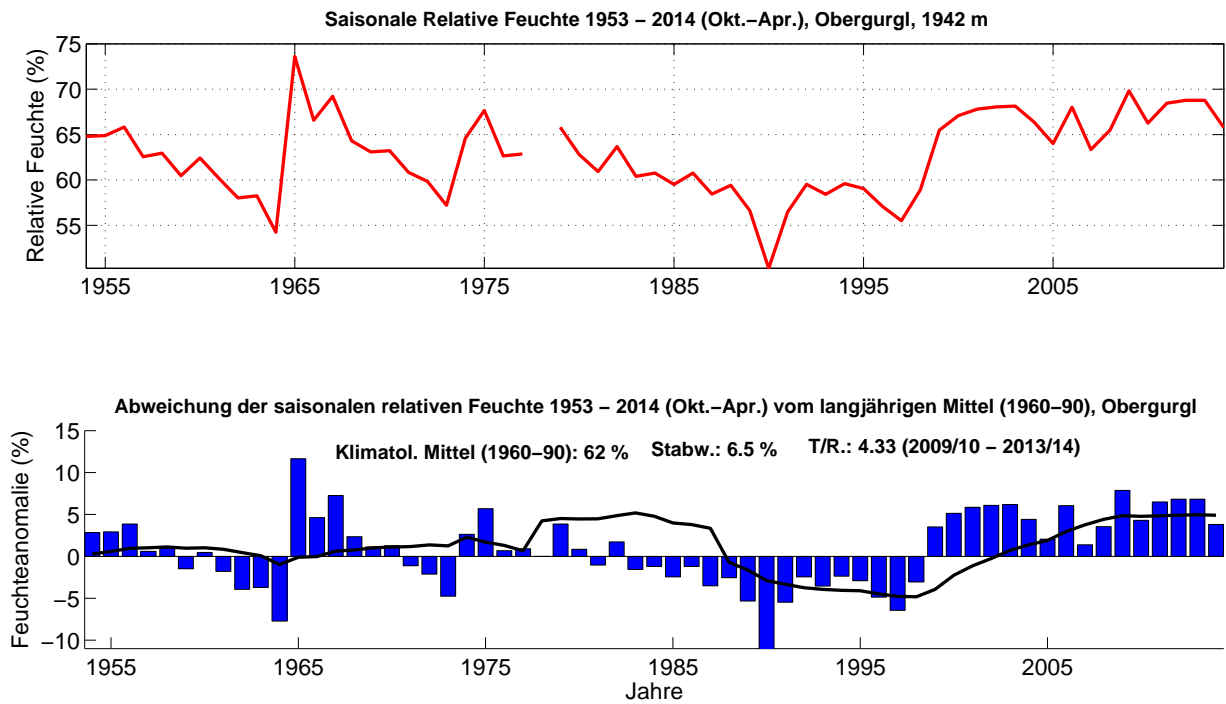 Saisonale Relative Feuchte 1953 – 2014 (Okt.–Apr.), Obergurgl, 1942 m
Relative Feuchte (%)
75
70
65
60
55
1955 1965 1975 1985 1995 2005
Abweichung der saisonalen relativen Feuchte 1953 – 2014 (Okt.–Apr.) vom langjährigen Mittel (1960–90), Obergurgl
Klimatol. Mittel (1960–90): 62 % Stabw.: 6.5 % T/R.: 4.33 (2009/10 – 2013/14)
Feuchteanomalie (%)
15
10
5
0
−5
−10
1955 1965 1975 1985 1995 2005
Jahre